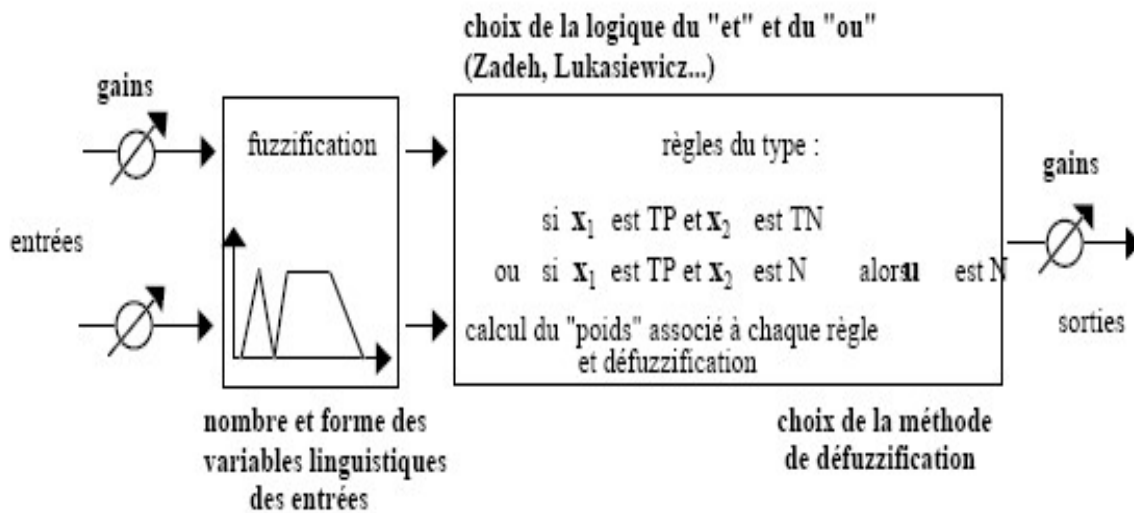 choix de la logique du "et" et du "ou"
(Zadeh, Lukasiewicz...)
gains
fuzzification
règles du type :
gains
si x1 est TP et x2 est TN
entrées
ou si x1 est TP et x2 est N alors u est N
sorties
calcul du "poids" associé à chaque règle
et défuzzification
nombre et forme des
variables linguistiques
des entrées
choix de la méthode
de défuzzification